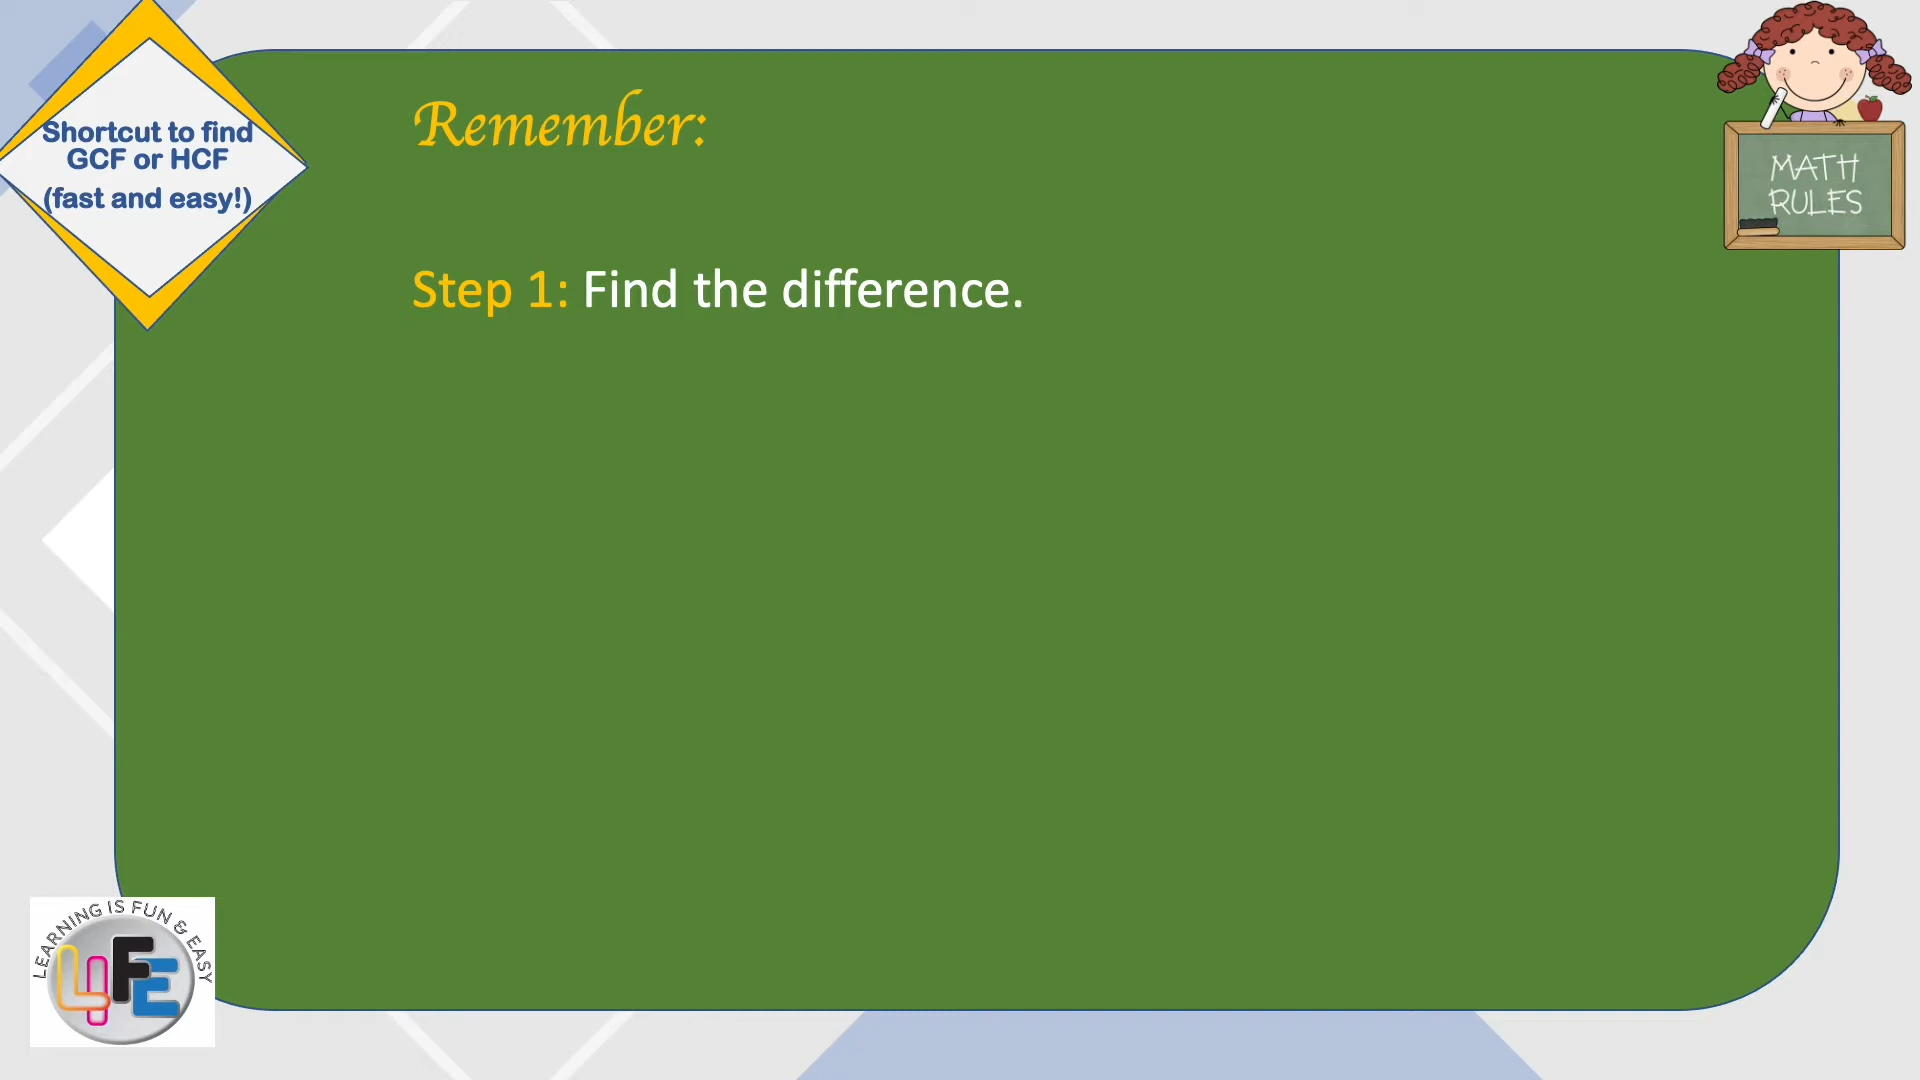 Shortcut to find
GCF or HCF
(fast and easy!)
Remember:
Step 1: Find the difference.
MATH
RULES
LEARNING IS FUN & EASY
LIFE